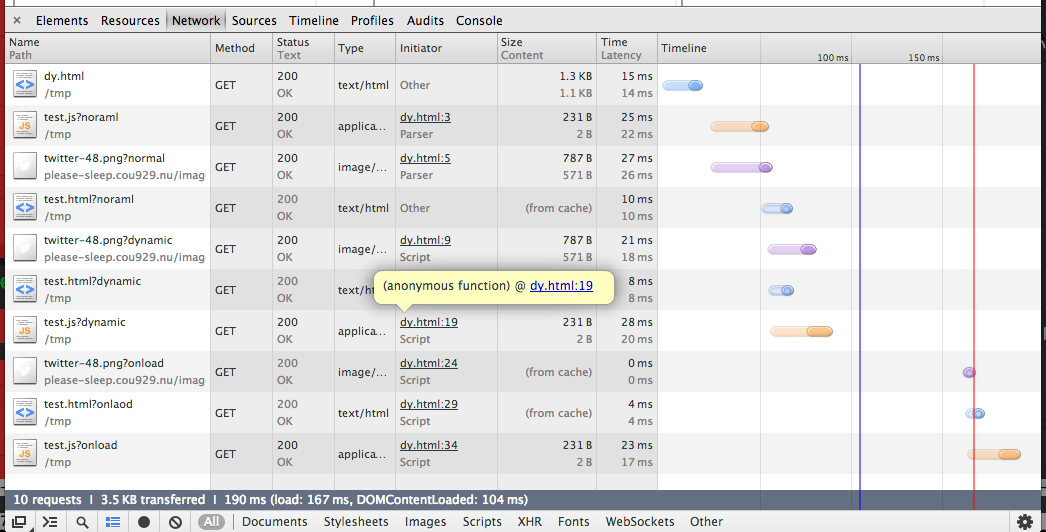 × Elements Resources Network Sources Timeline Profiles Audits Console
Name Path Method Status Text Type Initiator Size Content Time Latency Timeline 100 ms 150 ms
dy.html GET 200 text/html Other 1.3 KB 15 ms
/tmp OK 1.1 KB 14 ms
test.js?noraml GET 200 applica... dy.html:3 231 B 25 ms
/tmp OK Parser 2 B 22 ms
twitter-48.png?normal GET 200 image/... dy.html:5 787 B 27 ms
please-sleep.cou929.nu/imag OK Parser 571 B 26 ms
test.html?noraml GET 200 text/html Other (from cache) 10 ms
/tmp OK 10 ms
twitter-48.png?dynamic GET 200 image/... dy.html:9 787 B 21 ms
please-sleep.cou929.nu/imag OK Script 571 B 18 ms
test.html?dynamic GET 200 text/ht 8 ms
/tmp OK 8 ms
(anonymous function) @ dy.html:19
test.js?dynamic GET 200 applica... dy.html:19 231 B 28 ms
/tmp OK Script 2 B 20 ms
twitter-48.png?onload GET 200 image/... dy.html:24 (from cache) 0 ms
please-sleep.cou929.nu/imag OK Script 0 ms
test.html?onlaod GET 200 text/html dy.html:29 (from cache) 4 ms
/tmp OK Script 4 ms
test.js?onload GET 200 applica... dy.html:34 231 B 23 ms
/tmp OK Script 2 B 17 ms
10 requests | 3.5 KB transferred | 190 ms (load: 167 ms, DOMContentLoaded: 104 ms)
All Documents Stylesheets Images Scripts XHR Fonts WebSockets Other